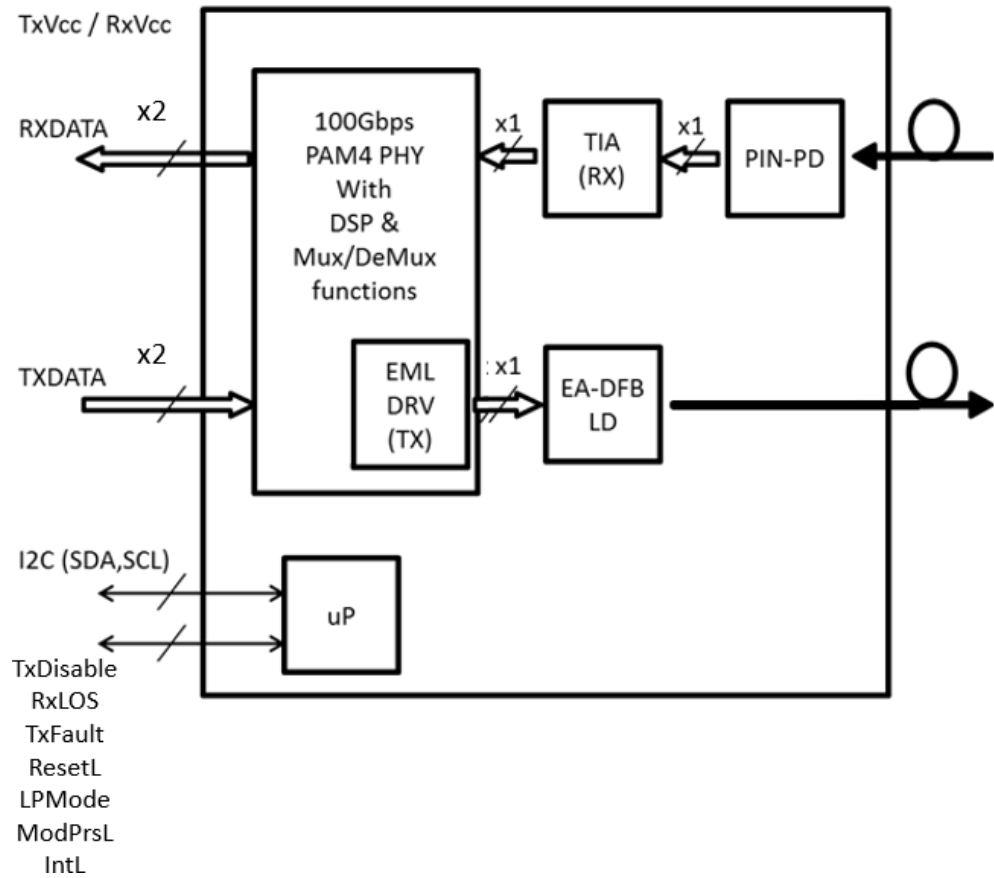 TxVcc / RxVcc
x2
RXDATA
100Gbps
PAM4 PHY
With
DSP &
Mux/DeMux
functions
x1
TIA
(RX)
x1
PIN-PD
x2
TXDATA
EML
DRV
(TX)
: x1
EA-DFB
LD
I2C (SDA,SCL)
uP
TxDisable
RxLOS
TxFault
ResetL
LPMode
ModPrsL
IntL